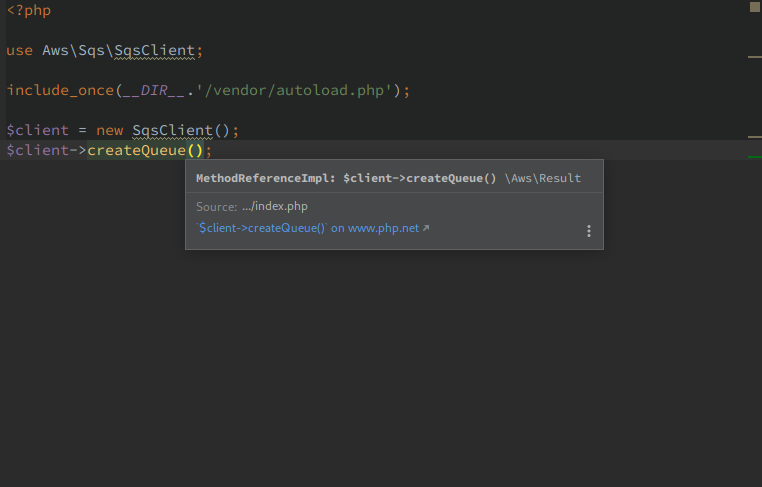 <?php
use Aws\Sqs\SqsClient;
include_once(__DIR__.'/vendor/autoload.php');
$client = new SqsClient();
$client->createQueue();
MethodReferenceImpl: $client->createQueue() \Aws\Result
Source: .../index.php
`$client->createQueue()` on www.php.net↗